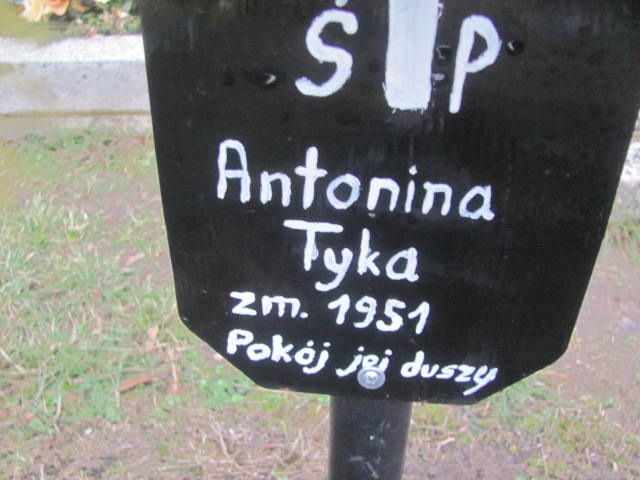 Ś P
Antonina
Tyka
zm. 1951
Pokój jej duszy